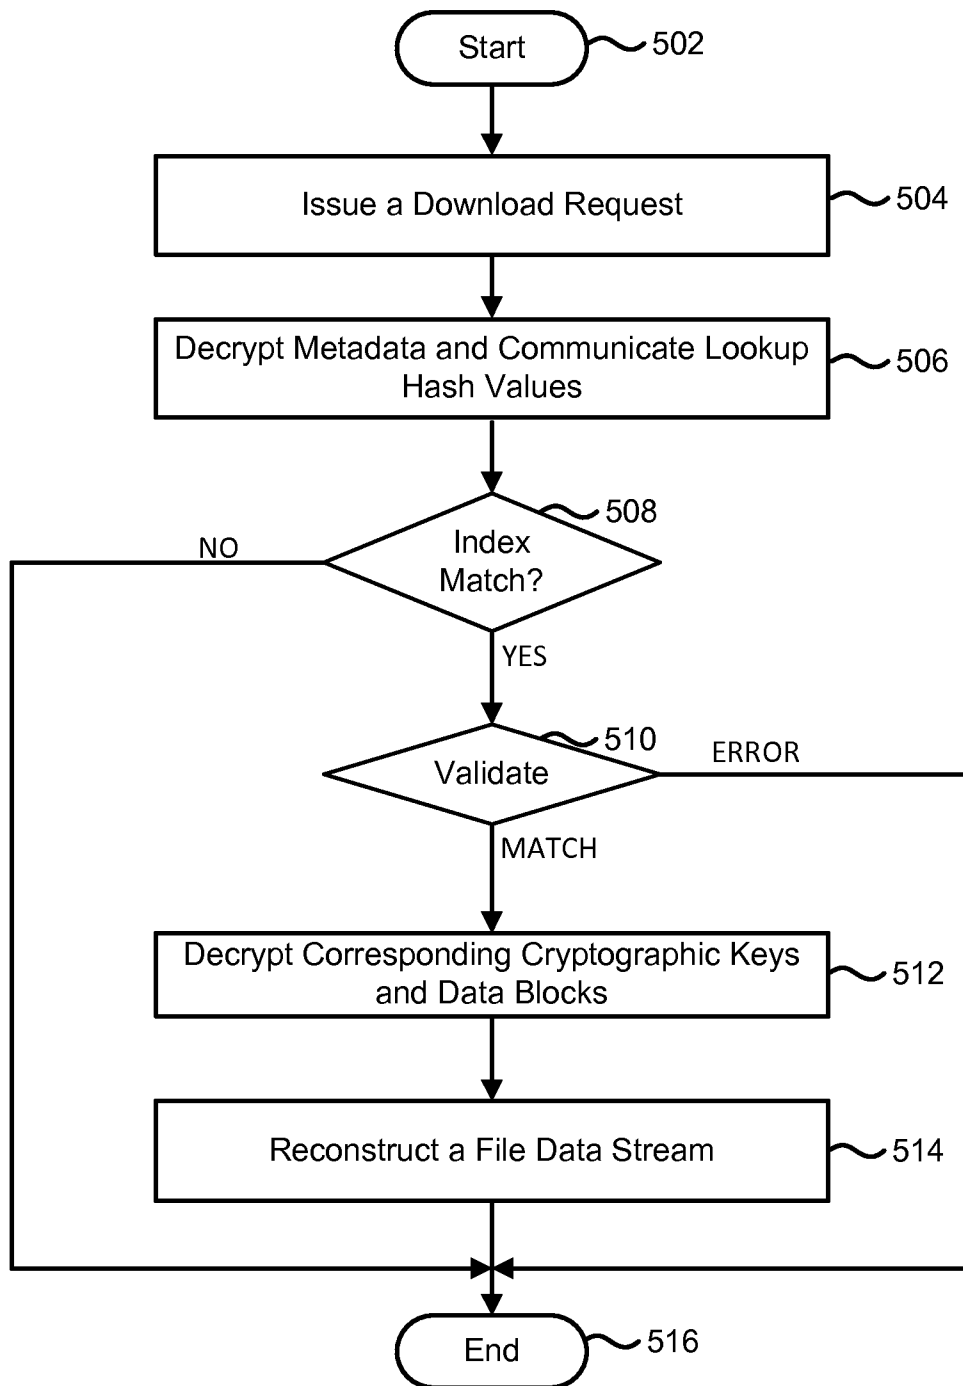 Start
502
Issue a Download Request
504
Decrypt Metadata and Communicate Lookup
Hash Values
506
508
Index
Match?
NO
YES
510
Validate
ERROR
MATCH
Decrypt Corresponding Cryptographic Keys
and Data Blocks
512
Reconstruct a File Data Stream
514
End
516